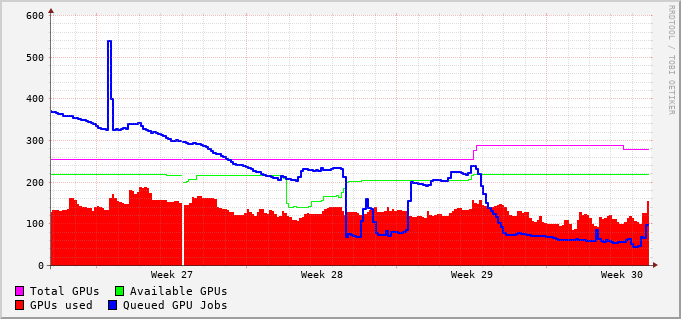 600
500
400
300
200
100
0
Week 27 Week 28 Week 29 Week 30
Total GPUs Available GPUs
GPUs used Queued GPU Jobs
RRDTOOL / TOBI OETIKER